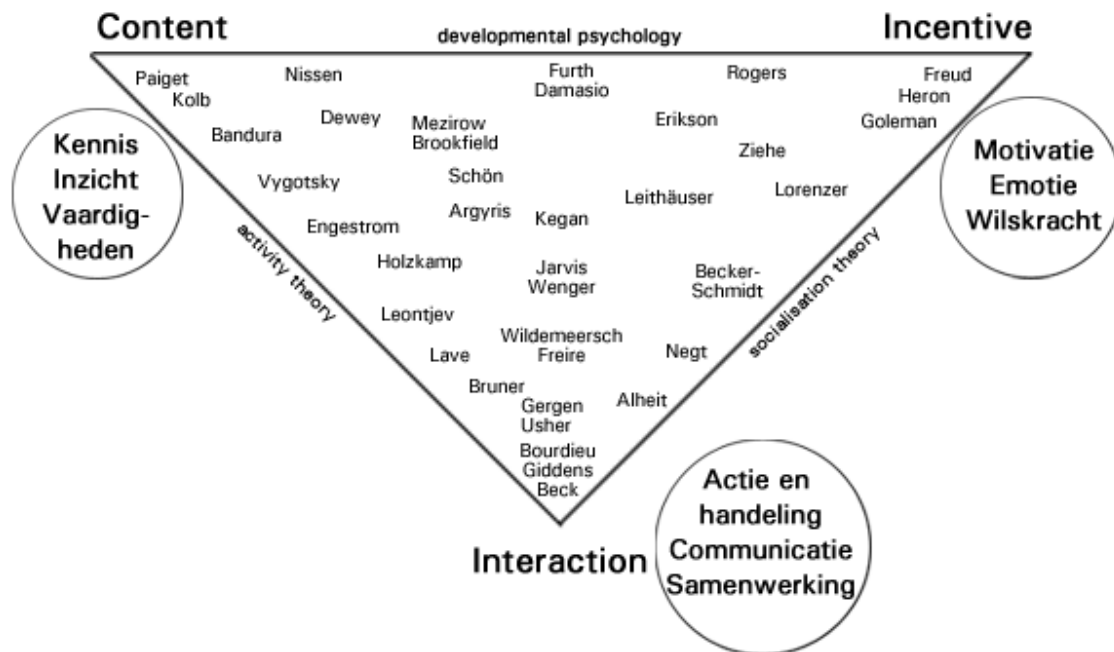 Content
developmental psychology
Incentive
Paiget
Kolb
Nissen
Furth
Damasio
Rogers
Freud
Heron
Goleman
Bandura
Dewey
Mezirow
Brookfield
Erikson
Ziehe
Kennis
Inzicht
Vaardig-
heden
Motivatie
Emotie
Wilskracht
Vygotsky
Schön
Leithäuser
Lorenzer
Engestrom
Argyris
Kegan
activity theory
Holzkamp
Jarvis
Wenger
Becker-
Schmidt
socialisation theory
Leontjev
Wildemeersch
Freire
Lave
Negt
Bruner
Gergen
Usher
Alheit
Bourdieu
Giddens
Beck
Interaction
Actie en
handeling
Communicatie
Samenwerking